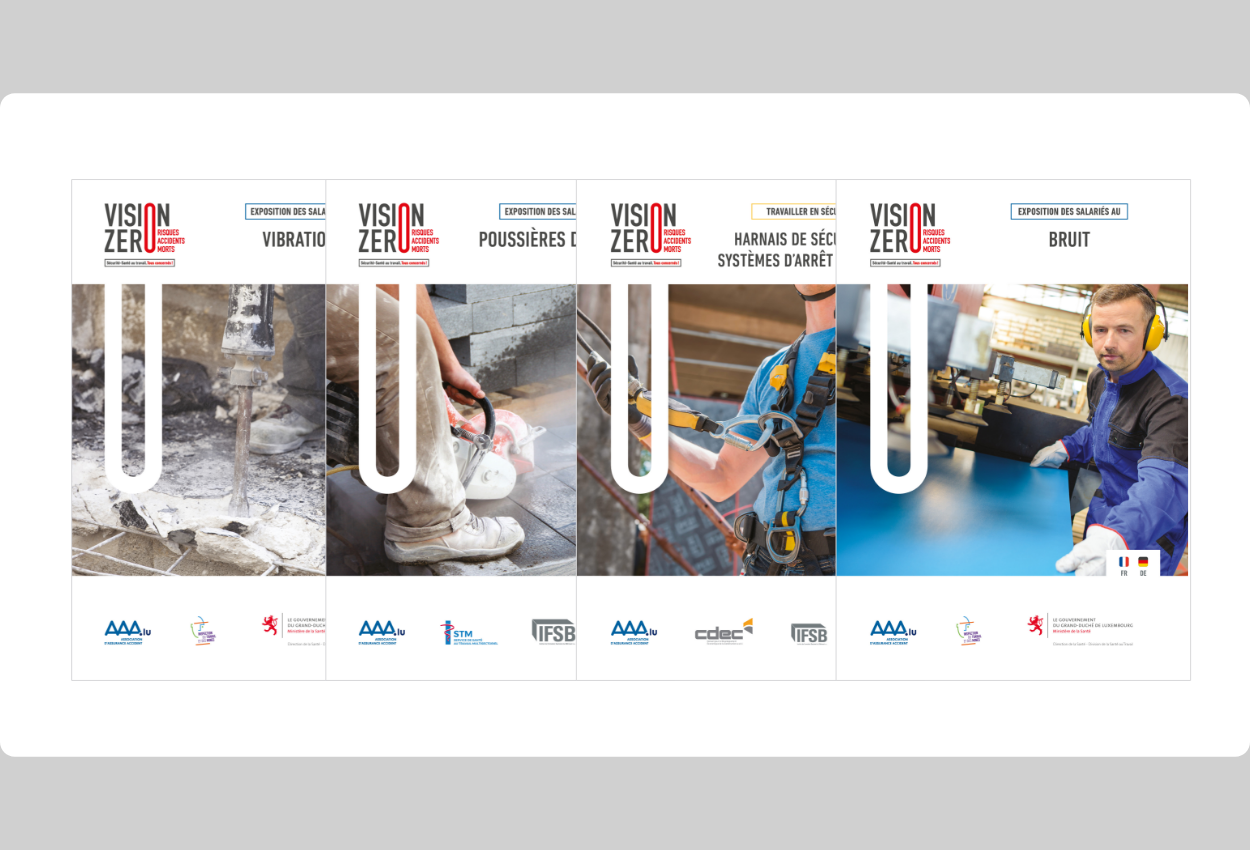 VISION
ZERO
RISQUES
ACCIDENTS
MORTS
Sécurité-Santé au travail, Tous concernés !
EXPOSITION DES SALA
VIBRATIO
AAA.lu
ASSOCIATION
D'ASSURANCE ACCIDENT
LE GOUVERNEMEN
DU GRAND-DUCHÉ
Ministère de la Santé
VISION
ZERO
RISQUES
ACCIDENTS
MORTS
Sécurité-Santé au travail, Tous concernés !
EXPOSITION DES SAL
POUSSIÈRES D
AAA.lu
ASSOCIATION
D'ASSURANCE ACCIDENT
STM
IFSB
VISION
ZERO
RISQUES
ACCIDENTS
MORTS
Sécurité-Santé au travail, Tous concernés !
TRAVAILLER EN SÉCU
HARNAIS DE SÉCU
SYSTÈMES D'ARRÊT
AAA.lu
ASSOCIATION
D'ASSURANCE ACCIDENT
cdec
IFSB
VISION
ZERO
RISQUES
ACCIDENTS
MORTS
Sécurité-Santé au travail, Tous concernés !
EXPOSITION DES SALARIÉS AU
BRUIT
FR DE
AAA.lu
ASSOCIATION
D'ASSURANCE ACCIDENT
LE GOUVERNEMENT
DU GRAND-DUCHÉ DE LUXEMBOURG
Ministère de la Santé
Direction de la Santé - Division de la Santé au Travail